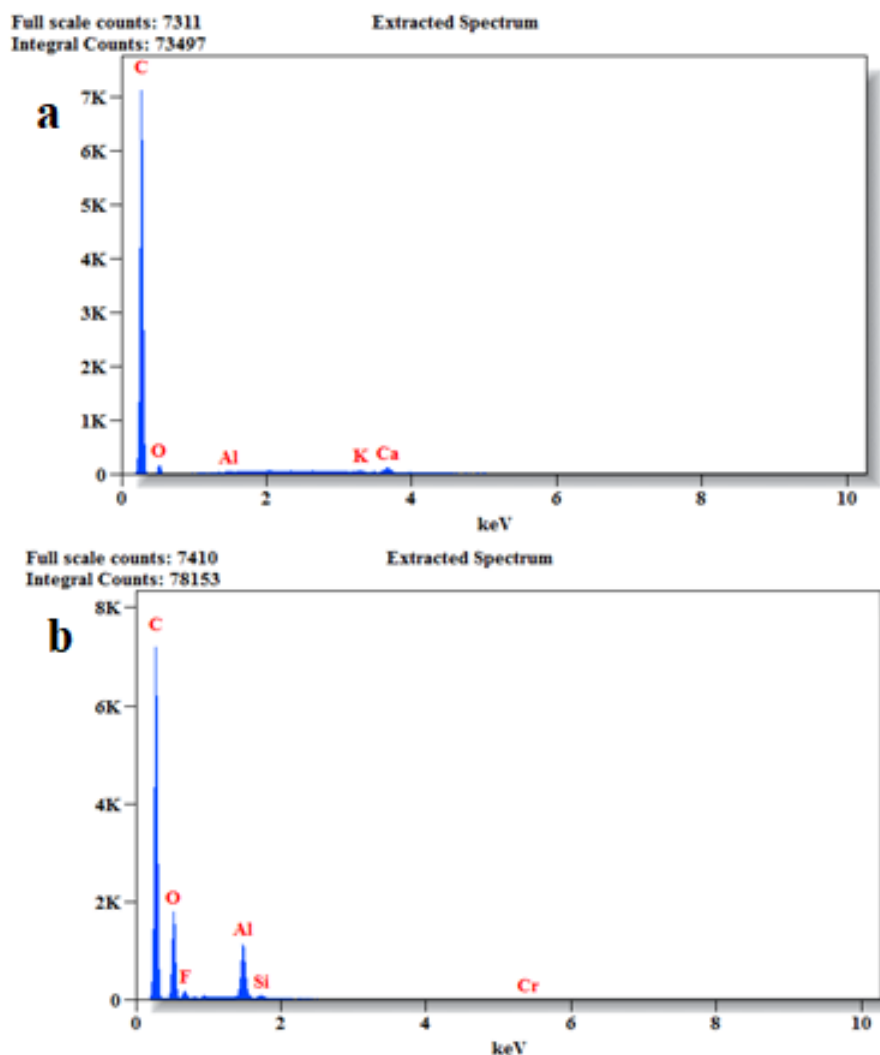 Full scale counts: 7311 Extracted Spectrum
Integral Counts: 73497
C
a
7K
6K
5K
4K
3K
2K
1K
O Al K Ca
0
0 2 4 6 8 10
keV
Full scale counts: 7410 Extracted Spectrum
Integral Counts: 78153
8K
C
b
6K
4K
2K
O
Al
F Si Cr
0
0 2 4 6 8 10
keV